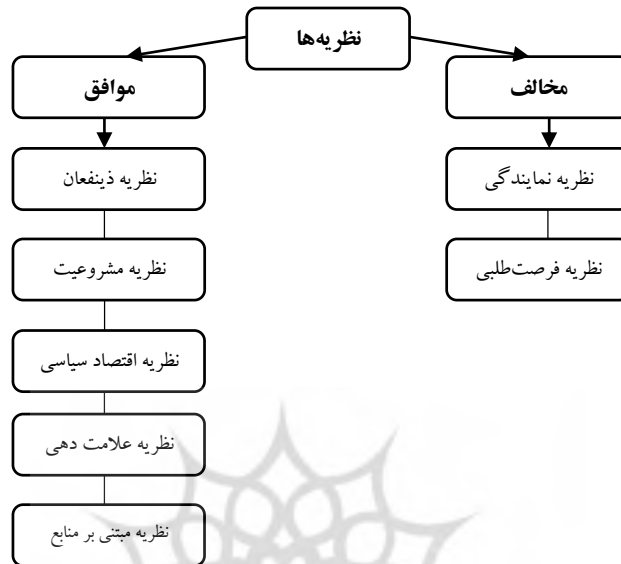 نظریه‌ها
مخالف
موافق
نظریه نمایندگی
نظریه ذینفعان
نظریه فرصت‌طلبی
نظریه مشروعیت
نظریه اقتصاد سیاسی
نظریه علامت دهی
نظریه مبتنی بر منابع